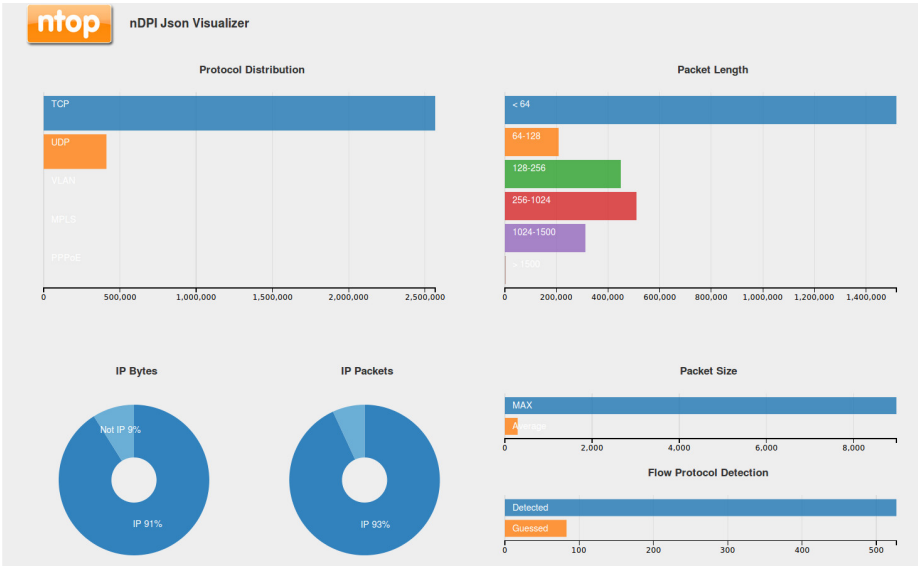 ntop
nDPI Json Visualizer
Protocol Distribution
TCP
UDP
VLAN
MPLS
PPPoE
0 500,000 1,000,000 1,500,000 2,000,000 2,500,000
Packet Length
< 64
64-128
128-256
256-1024
1024-1500
> 1500
0 200,000 400,000 600,000 800,000 1,000,000 1,200,000 1,400,000
IP Bytes
Not IP 9%
IP 91%
IP Packets
IP 93%
Packet Size
MAX
Average
0 2,000 4,000 6,000 8,000
Flow Protocol Detection
Detected
Guessed
0 100 200 300 400 500